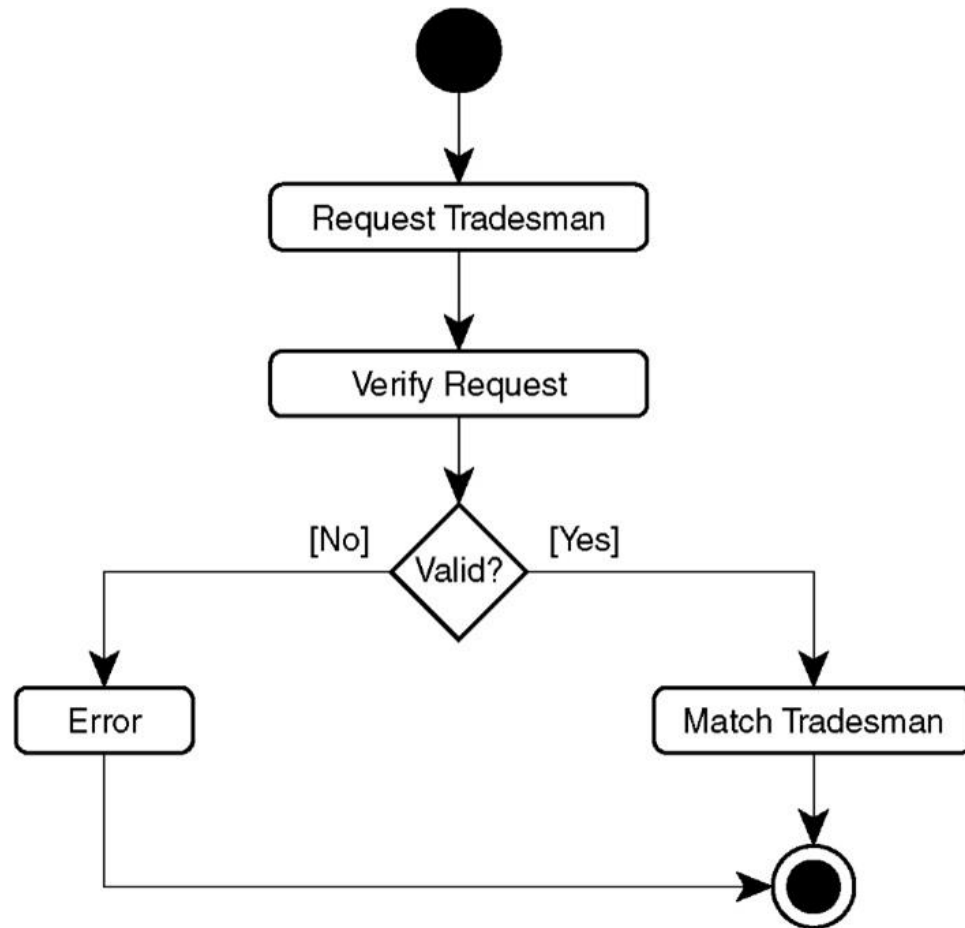 Request Tradesman
Verify Request
[No]
[Yes]
Valid?
Error
Match Tradesman